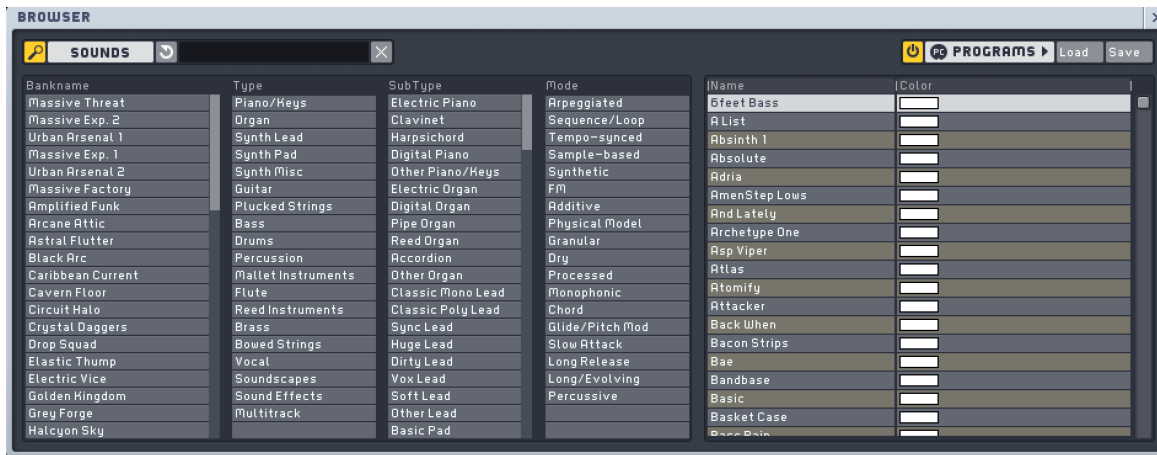 BROWSER
SOUNDS
PROGRAMS Load Save
Bankname Type SubType Mode Name Color
Massive Threat Piano/Keys Electric Piano Arpeggiated 6feet Bass
Massive Exp. 2 Organ Clavinet Sequence/Loop A List
Urban Arsenal 1 Synth Lead Harpsichord Tempo-synced Absinth 1
Massive Exp. 1 Synth Pad Digital Piano Sample-based Absolute
Urban Arsenal 2 Synth Misc Other Piano/Keys Synthetic Adria
Massive Factory Guitar Electric Organ FM AmenStep Lows
Amplified Funk Plucked Strings Digital Organ Additive And Lately
Arcane Attic Bass Pipe Organ Physical Model Archetype One
Astral Flutter Drums Reed Organ Granular Asp Viper
Black Arc Percussion Accordion Dry Atlas
Caribbean Current Mallet Instruments Other Organ Processed Atomify
Cavern Floor Flute Classic Mono Lead Monophonic Attacker
Circuit Halo Reed Instruments Classic Poly Lead Chord Back When
Crystal Daggers Brass Sync Lead Glide/Pitch Mod Bacon Strips
Drop Squad Bowed Strings Huge Lead Slow Attack Bae
Elastic Thump Vocal Dirty Lead Long Release Bandbase
Electric Vice Soundscapes Vox Lead Long/Evolving Basic
Golden Kingdom Sound Effects Soft Lead Percussive Basket Case
Grey Forge Multitrack Other Lead
Halcyon Sky Basic Pad